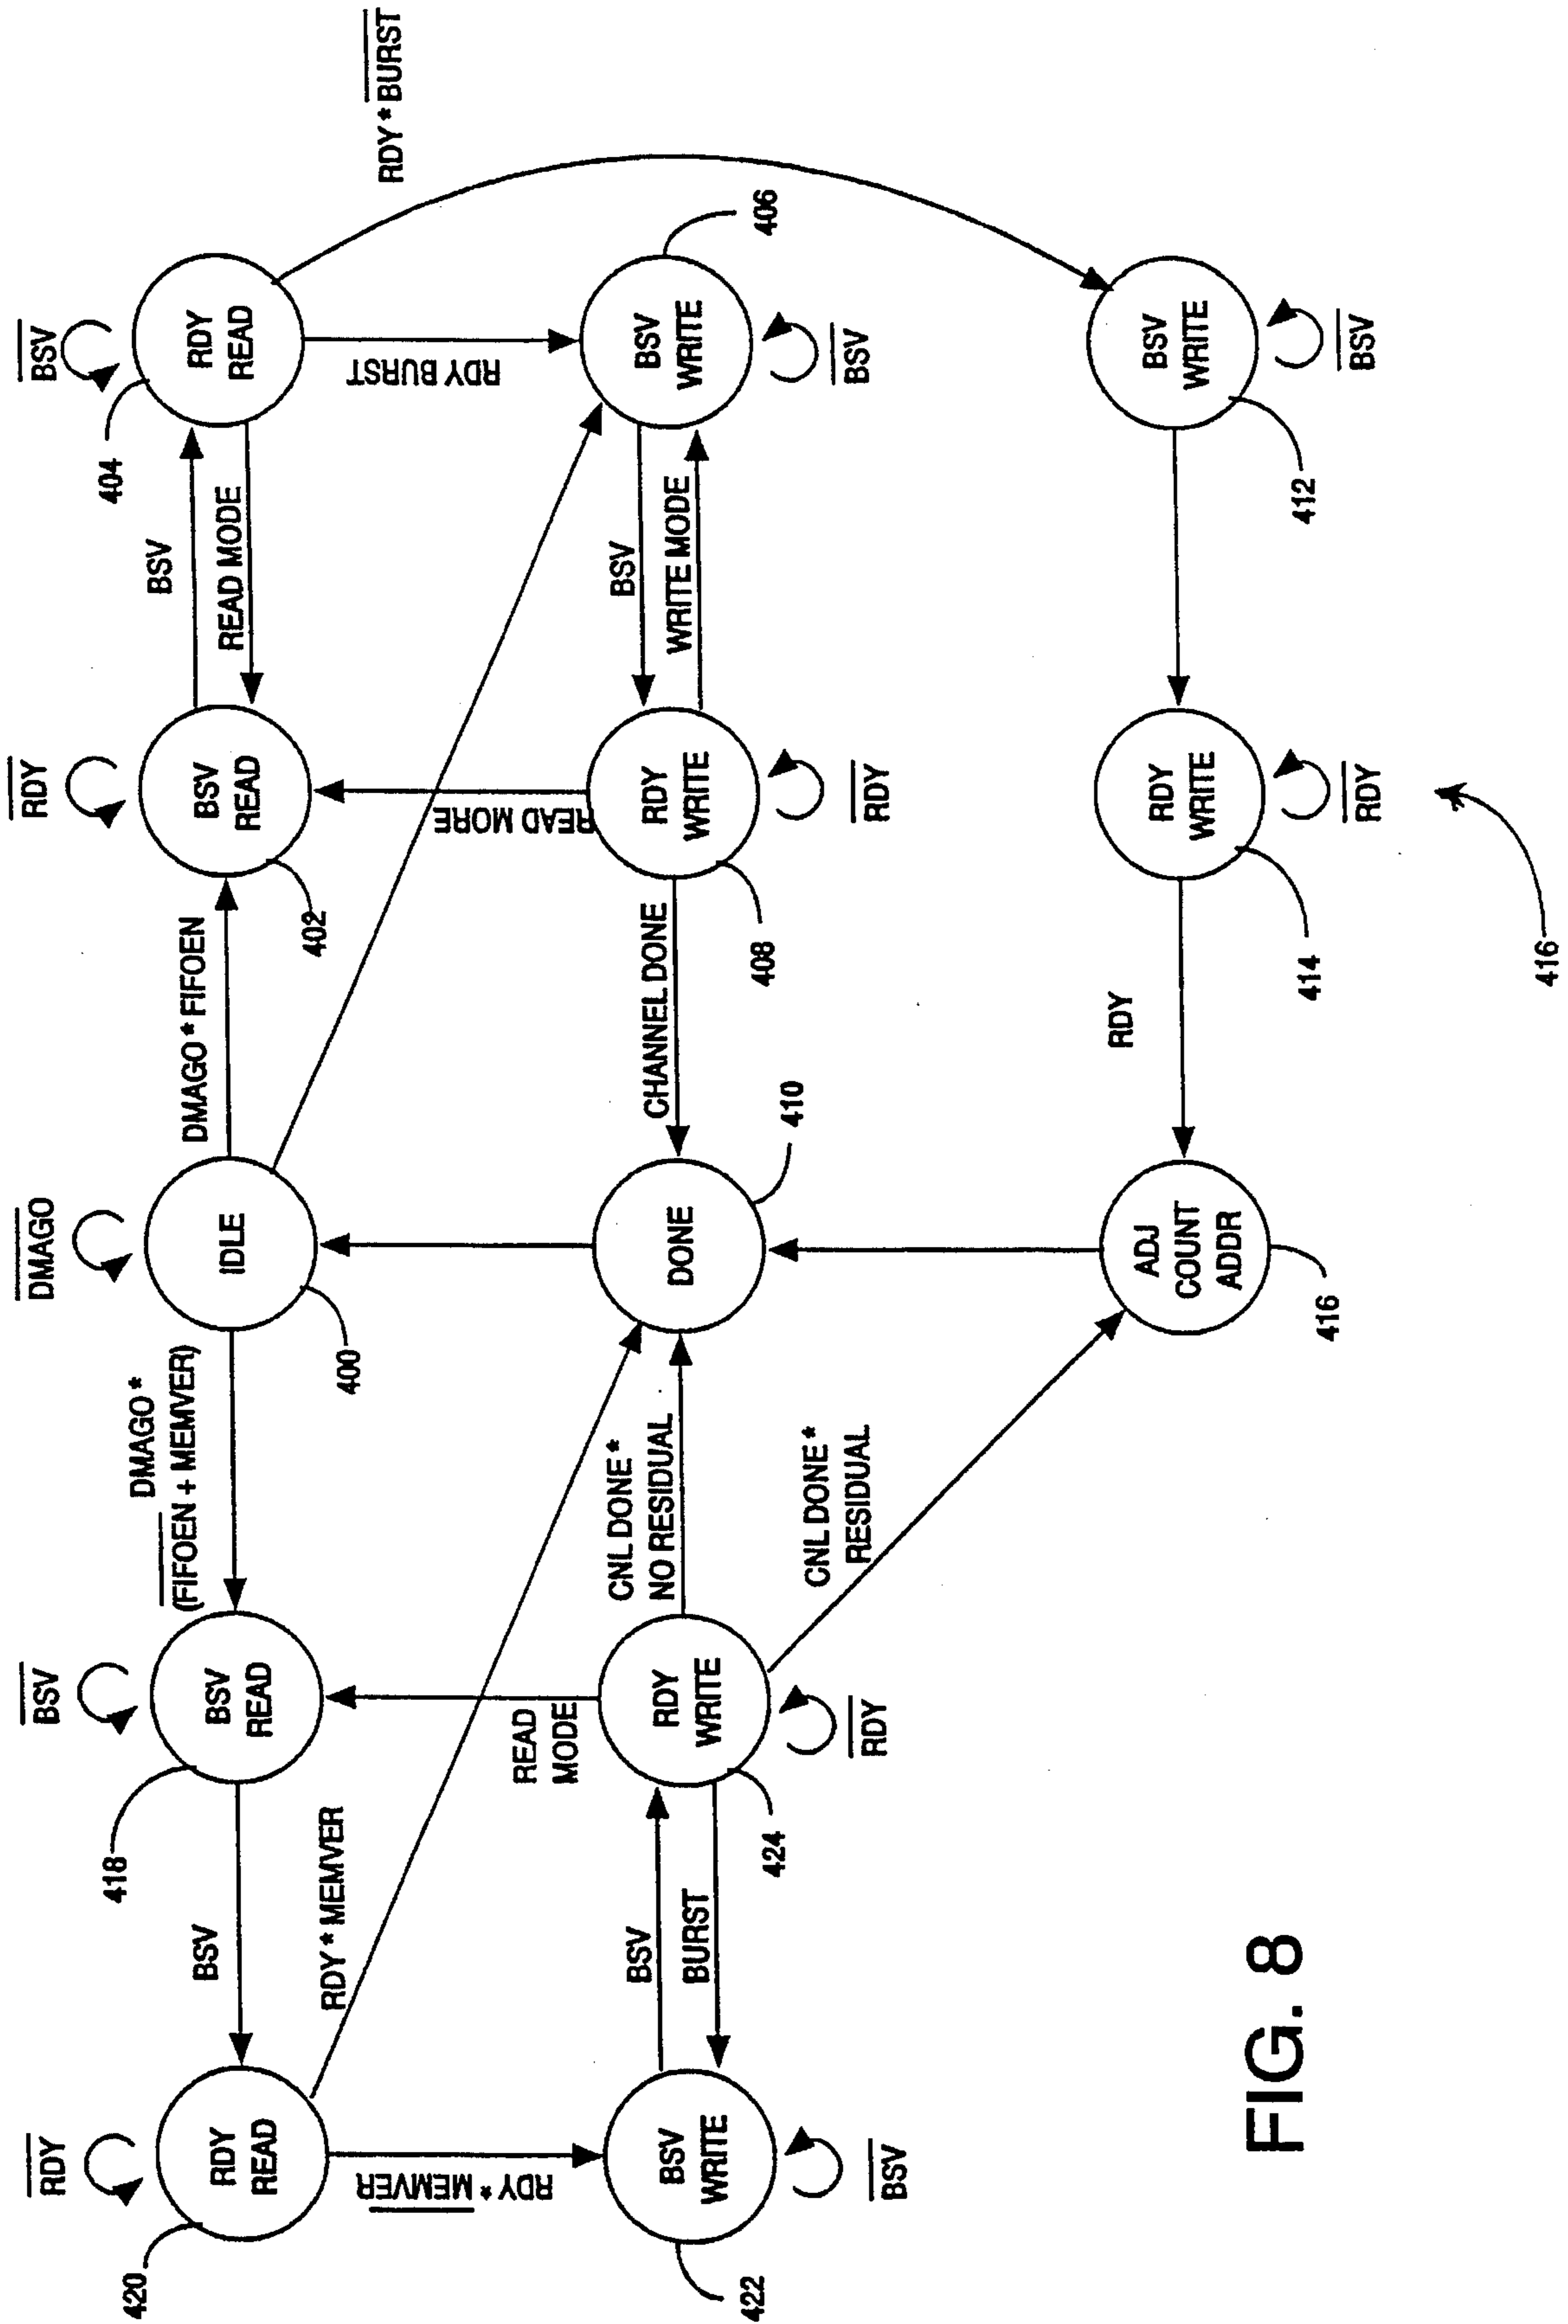 RDY
BSV
DMAGO
RDY
BSV
420
RDY
READ
BSV
418
BSV
READ
DMAGO *
(FIFOEN + MEMVER)
IDLE
400
DMAGO * FIFOEN
BSV
READ
402
BSV
READ MODE
404
RDY
READ
RDY * BURST
RDY * MEMVER
RDY * MEMVER
READ
MODE
READ MORE
RDY BURST
422
BSV
WRITE
BSV
BSV
BURST
RDY
WRITE
424
RDY
CNL DONE *
NO RESIDUAL
DONE
410
CHANNEL DONE
RDY
WRITE
408
RDY
BSV
WRITE MODE
BSV
WRITE
406
BSV
CNL DONE *
RESIDUAL
ADJ
COUNT
ADDR
416
RDY
RDY
WRITE
414
RDY
BSV
WRITE
412
BSV
416
FIG. 8